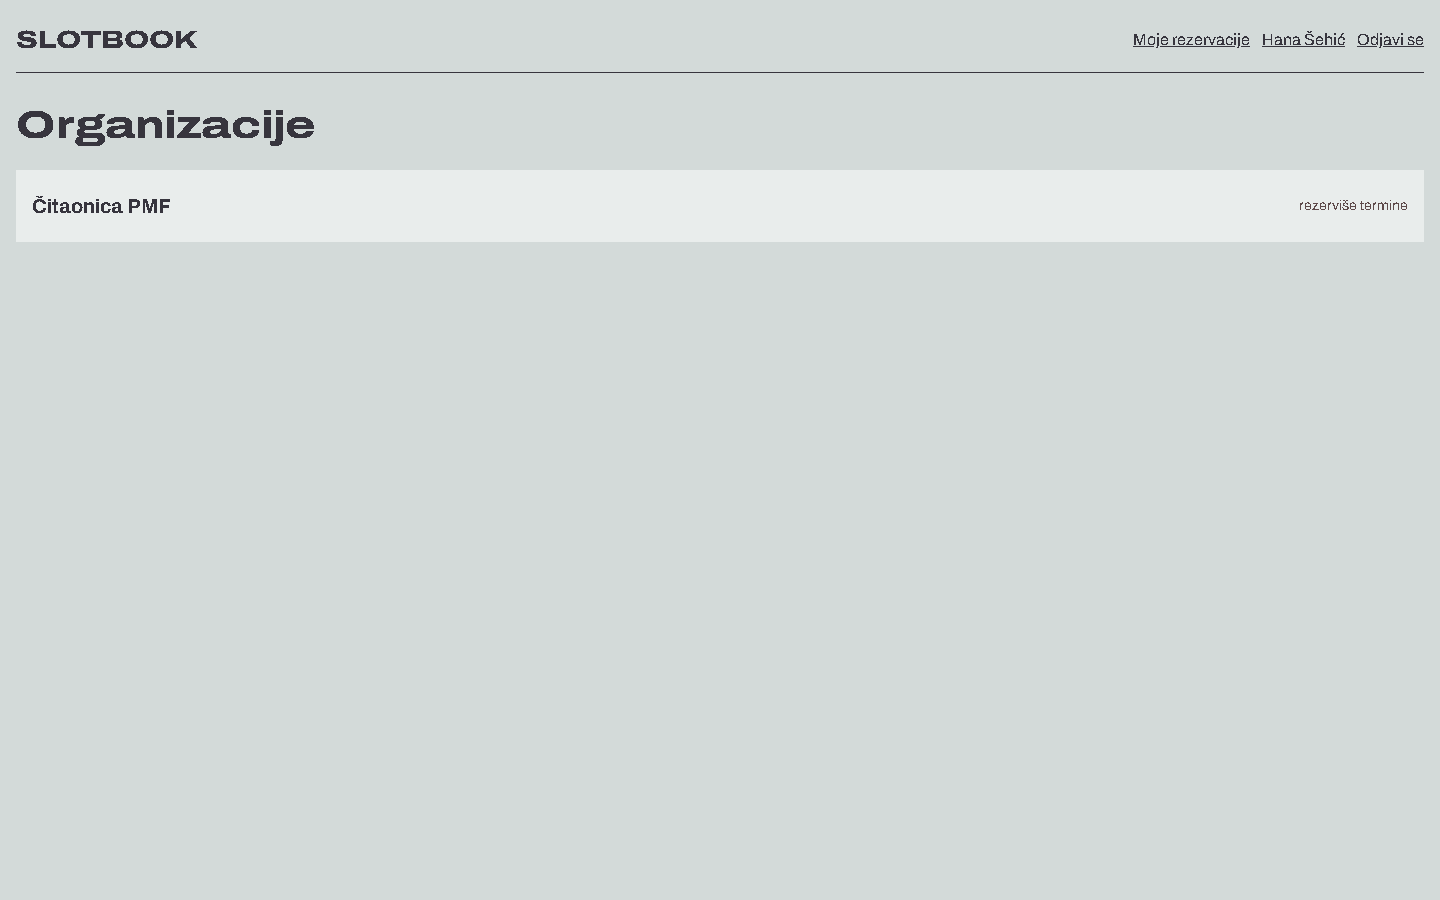 SLOTBOOK
Moje rezervacije Hana Šehić Odjavi se
Organizacije
Čitaonica PMF
rezerviše termine